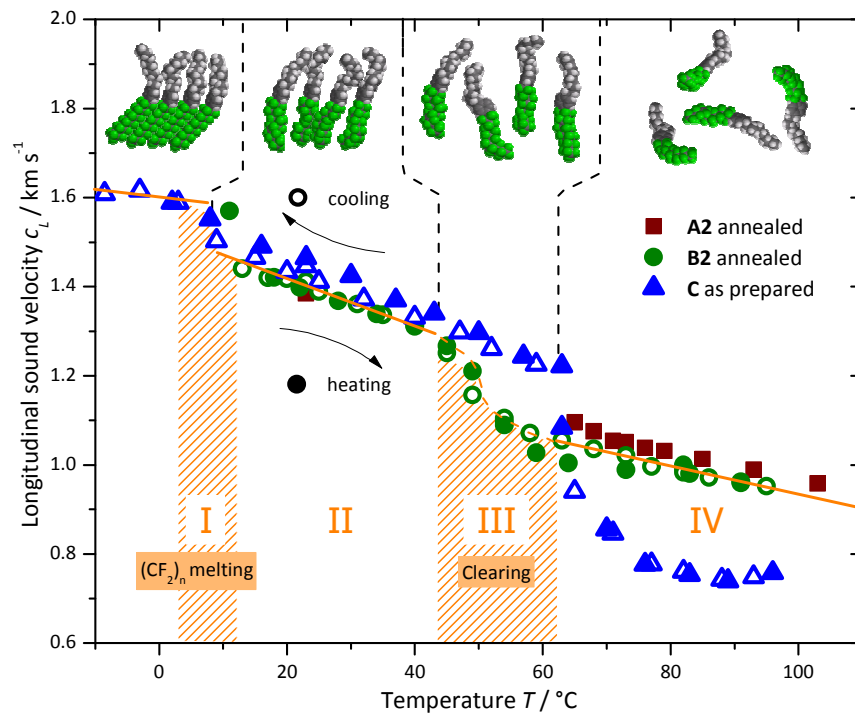 2.0
1.8
1.6
1.4
1.2
1.0
0.8
0.6
Longitudinal sound velocity c_L / km s⁻¹
cooling
heating
A2 annealed
B2 annealed
C as prepared
I
II
III
IV
(CF₂)ₙ melting
Clearing
0 20 40 60 80 100
Temperature T / °C